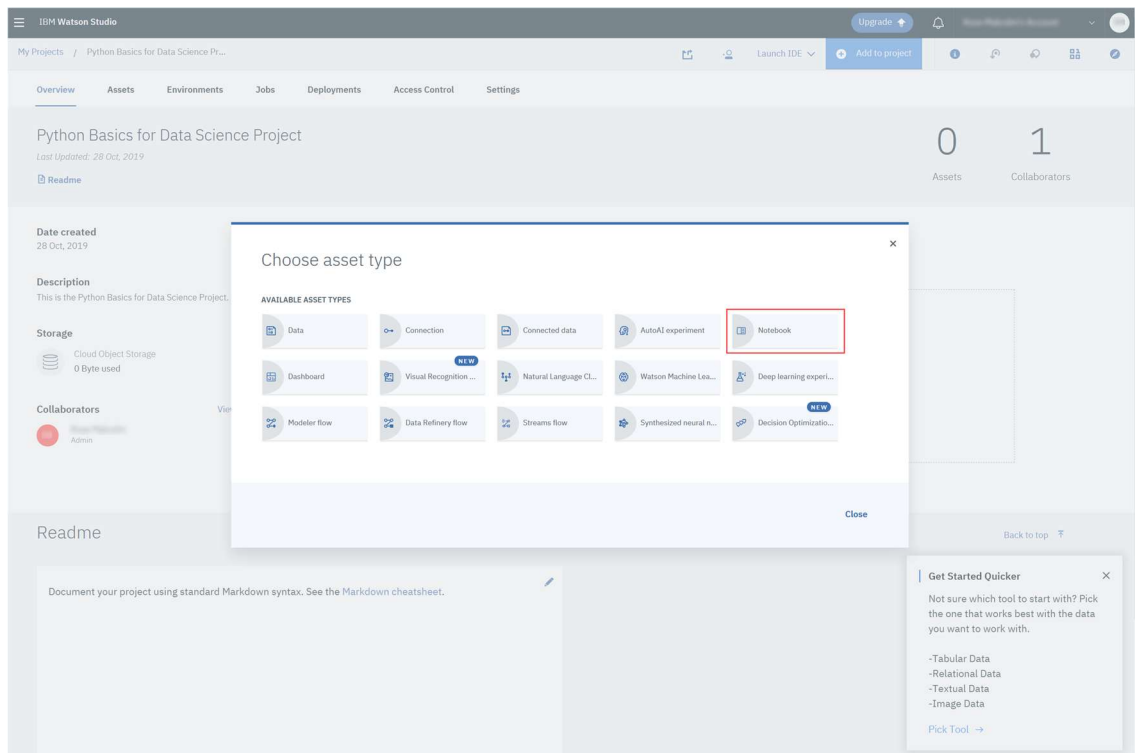 IBM Watson Studio
Upgrade
My Projects / Python Basics for Data Science Pr...
Launch IDE
Add to project
Overview Assets Environments Jobs Deployments Access Control Settings
Python Basics for Data Science Project
Last Updated: 28 Oct, 2019
Readme
0 1
Assets Collaborators
Date created
28 Oct, 2019
Description
This is the Python Basics for Data Science Project.
Storage
Cloud Object Storage
0 Byte used
Collaborators
Vie
Admin
Choose asset type
AVAILABLE ASSET TYPES
Data Connection Connected data AutoAI experiment Notebook
NEW
Dashboard Visual Recognition ... Natural Language Cl... Watson Machine Lea... Deep learning experi...
NEW
Modeler flow Data Refinery flow Streams flow Synthesized neural n... Decision Optimizatio...
Close
Readme
Back to top
Document your project using standard Markdown syntax. See the Markdown cheatsheet.
Get Started Quicker
Not sure which tool to start with? Pick
the one that works best with the data
you want to work with.
-Tabular Data
-Relational Data
-Textual Data
-Image Data
Pick Tool →